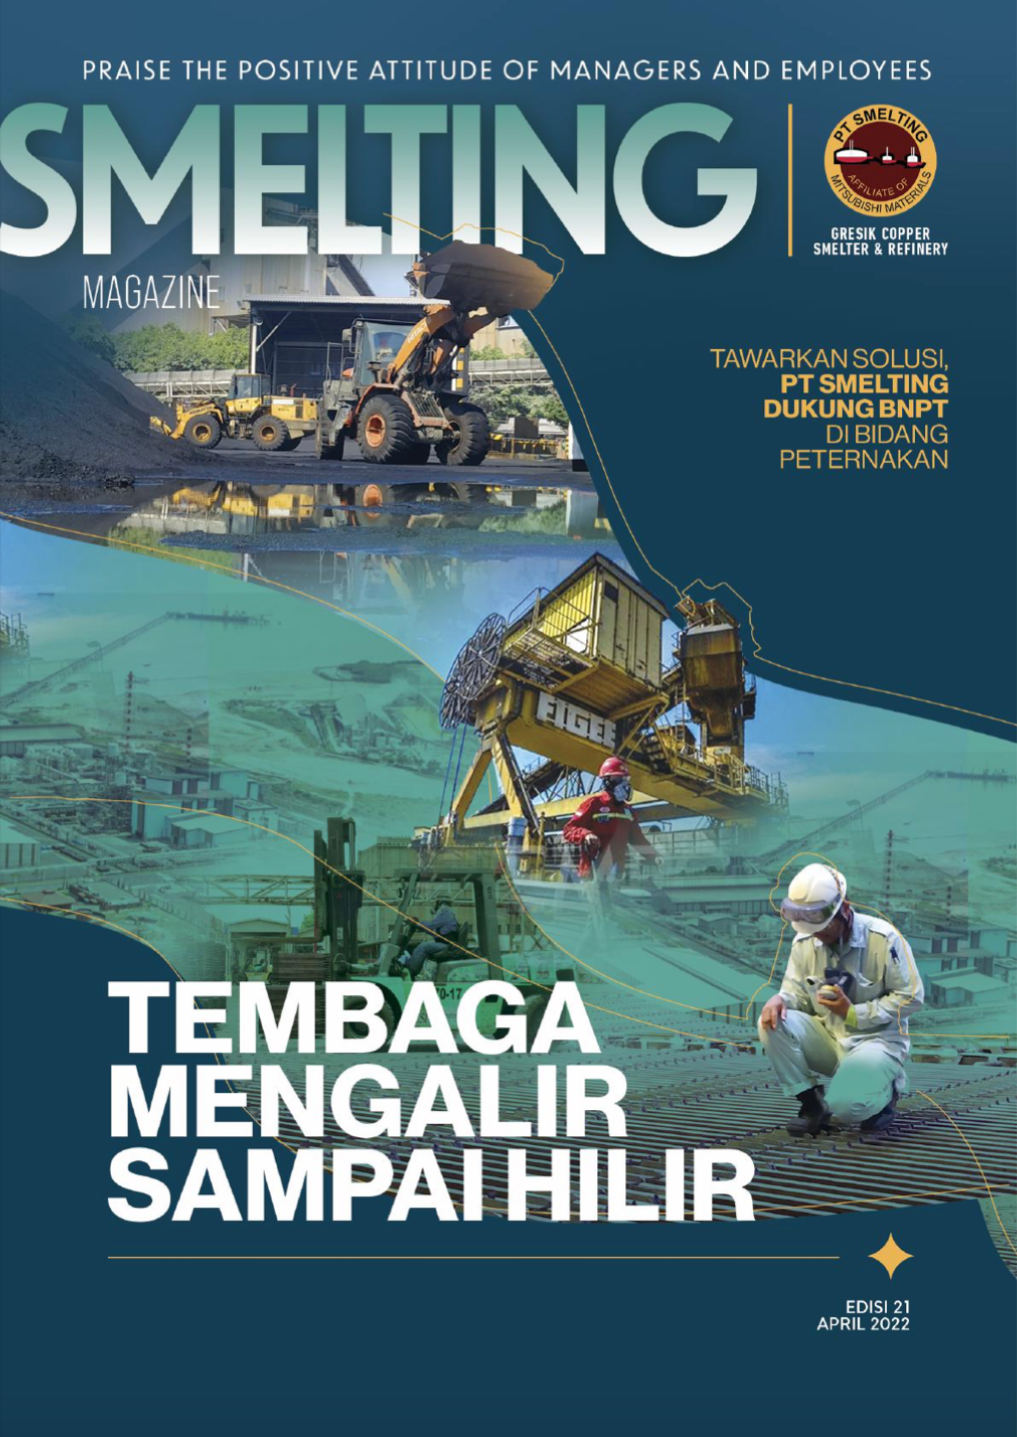 PRAISE THE POSITIVE ATTITUDE OF MANAGERS AND EMPLOYEES
SMELTING
MAGAZINE
PT SMELTING
AFFILIATE OF
MITSUBISHI MATERIALS
GRESIK COPPER
SMELTER & REFINERY
TAWARKAN SOLUSI,
PT SMELTING
DUKUNG BNPT
DI BIDANG
PETERNAKAN
FIGEE
70-17
TEMBAGA
MENGALIR
SAMPAI HILIR
EDISI 21
APRIL 2022